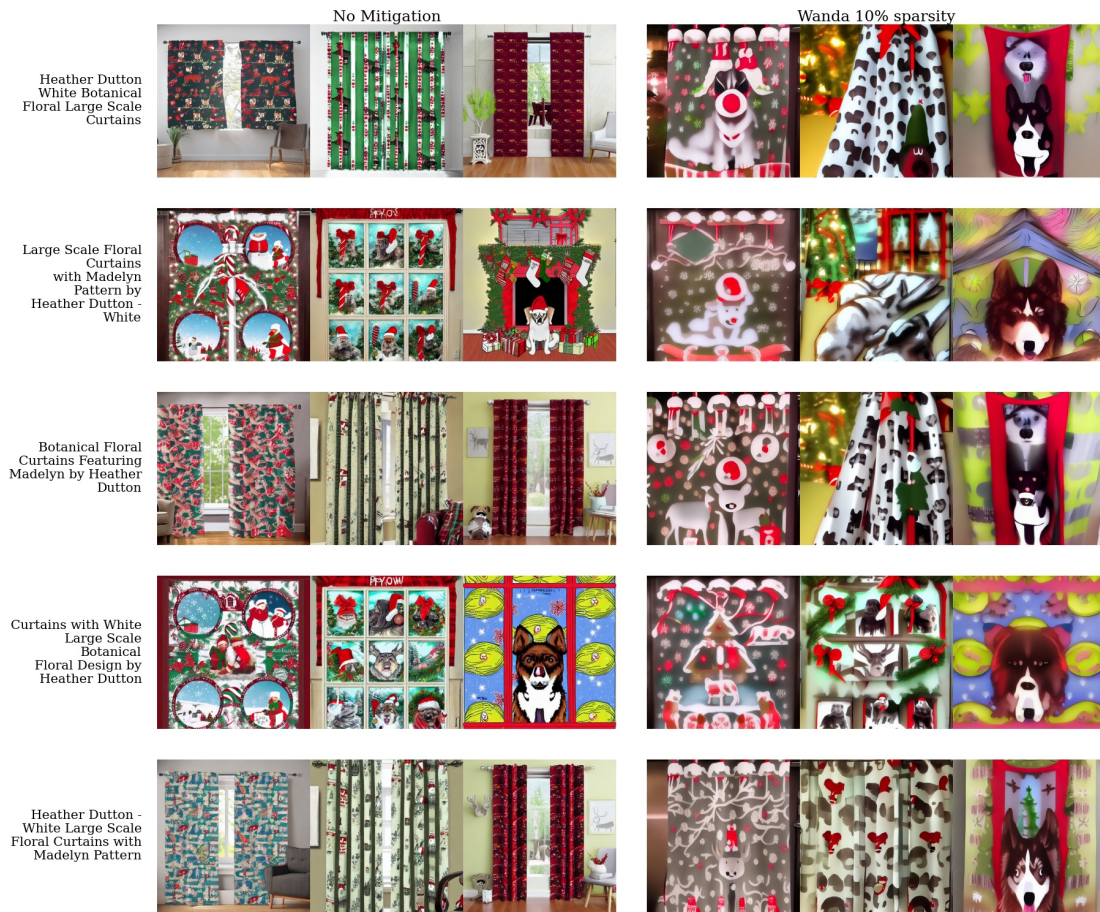 No Mitigation
Wanda 10% sparsity
Heather Dutton
White Botanical
Floral Large Scale
Curtains
Large Scale Floral
Curtains
with Madelyn
Pattern by
Heather Dutton -
White
Botanical Floral
Curtains Featuring
Madelyn by Heather
Dutton
Curtains with White
Large Scale
Botanical
Floral Design by
Heather Dutton
Heather Dutton -
White Large Scale
Floral Curtains with
Madelyn Pattern